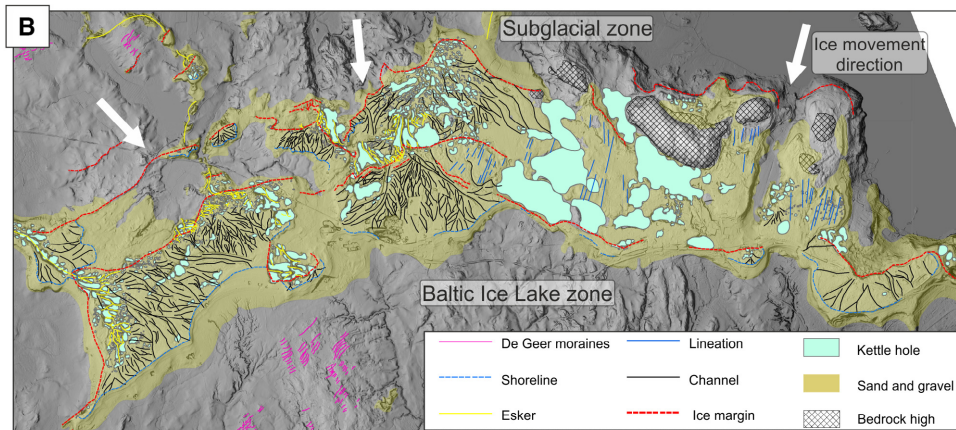 B
Subglacial zone
Ice movement
direction
Baltic Ice Lake zone
De Geer moraines
Lineation
Kettle hole
Shoreline
Channel
Sand and gravel
Esker
Ice margin
Bedrock high